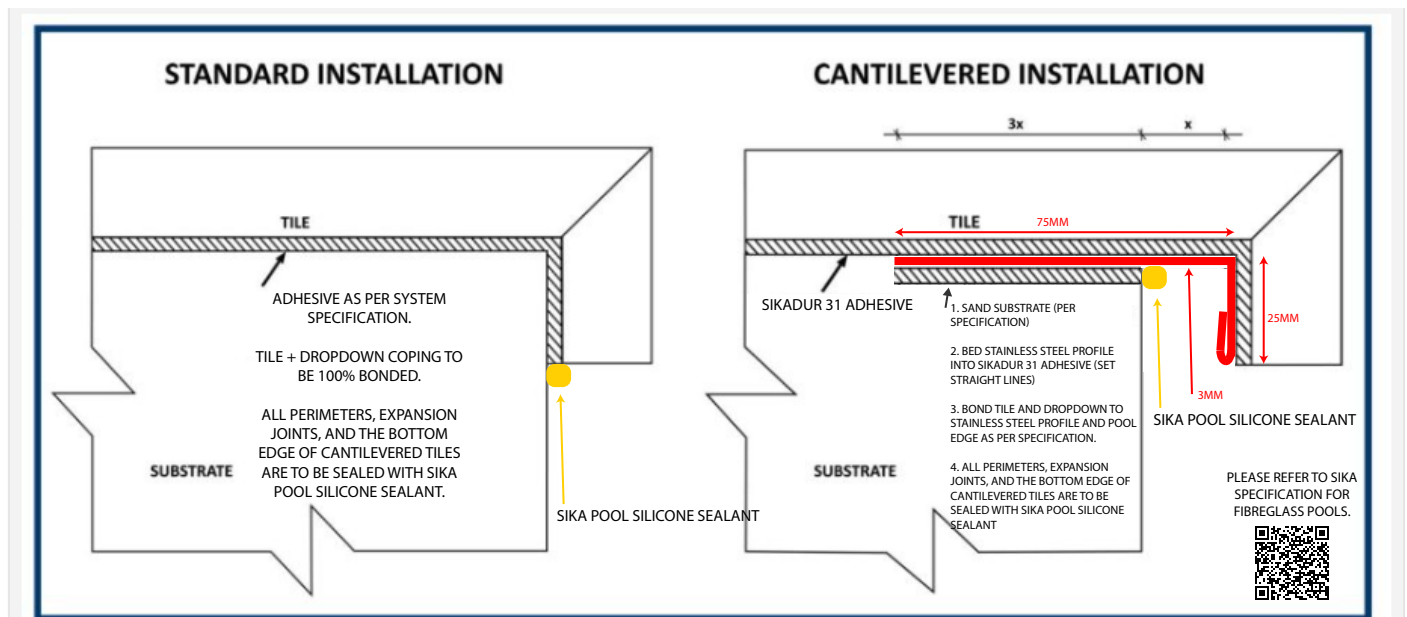 STANDARD INSTALLATION
TILE
ADHESIVE AS PER SYSTEM
SPECIFICATION.
TILE + DROPDOWN COPING TO
BE 100% BONDED.
ALL PERIMETERS, EXPANSION
JOINTS, AND THE BOTTOM
EDGE OF CANTILEVERED TILES
ARE TO BE SEALED WITH SIKA
POOL SILICONE SEALANT.
SUBSTRATE
SIKA POOL SILICONE SEALANT
CANTILEVERED INSTALLATION
3x
x
TILE
75MM
SIKADUR 31 ADHESIVE
25MM
3MM
1. SAND SUBSTRATE (PER
SPECIFICATION)
2. BED STAINLESS STEEL PROFILE
INTO SIKADUR 31 ADHESIVE (SET
STRAIGHT LINES)
3. BOND TILE AND DROPDOWN TO
STAINLESS STEEL PROFILE AND POOL
EDGE AS PER SPECIFICATION.
4. ALL PERIMETERS, EXPANSION
JOINTS, AND THE BOTTOM EDGE OF
CANTILEVERED TILES ARE TO BE
SEALED WITH SIKA POOL SILICONE
SEALANT
SIKA POOL SILICONE SEALANT
SUBSTRATE
PLEASE REFER TO SIKA
SPECIFICATION FOR
FIBREGLASS POOLS.